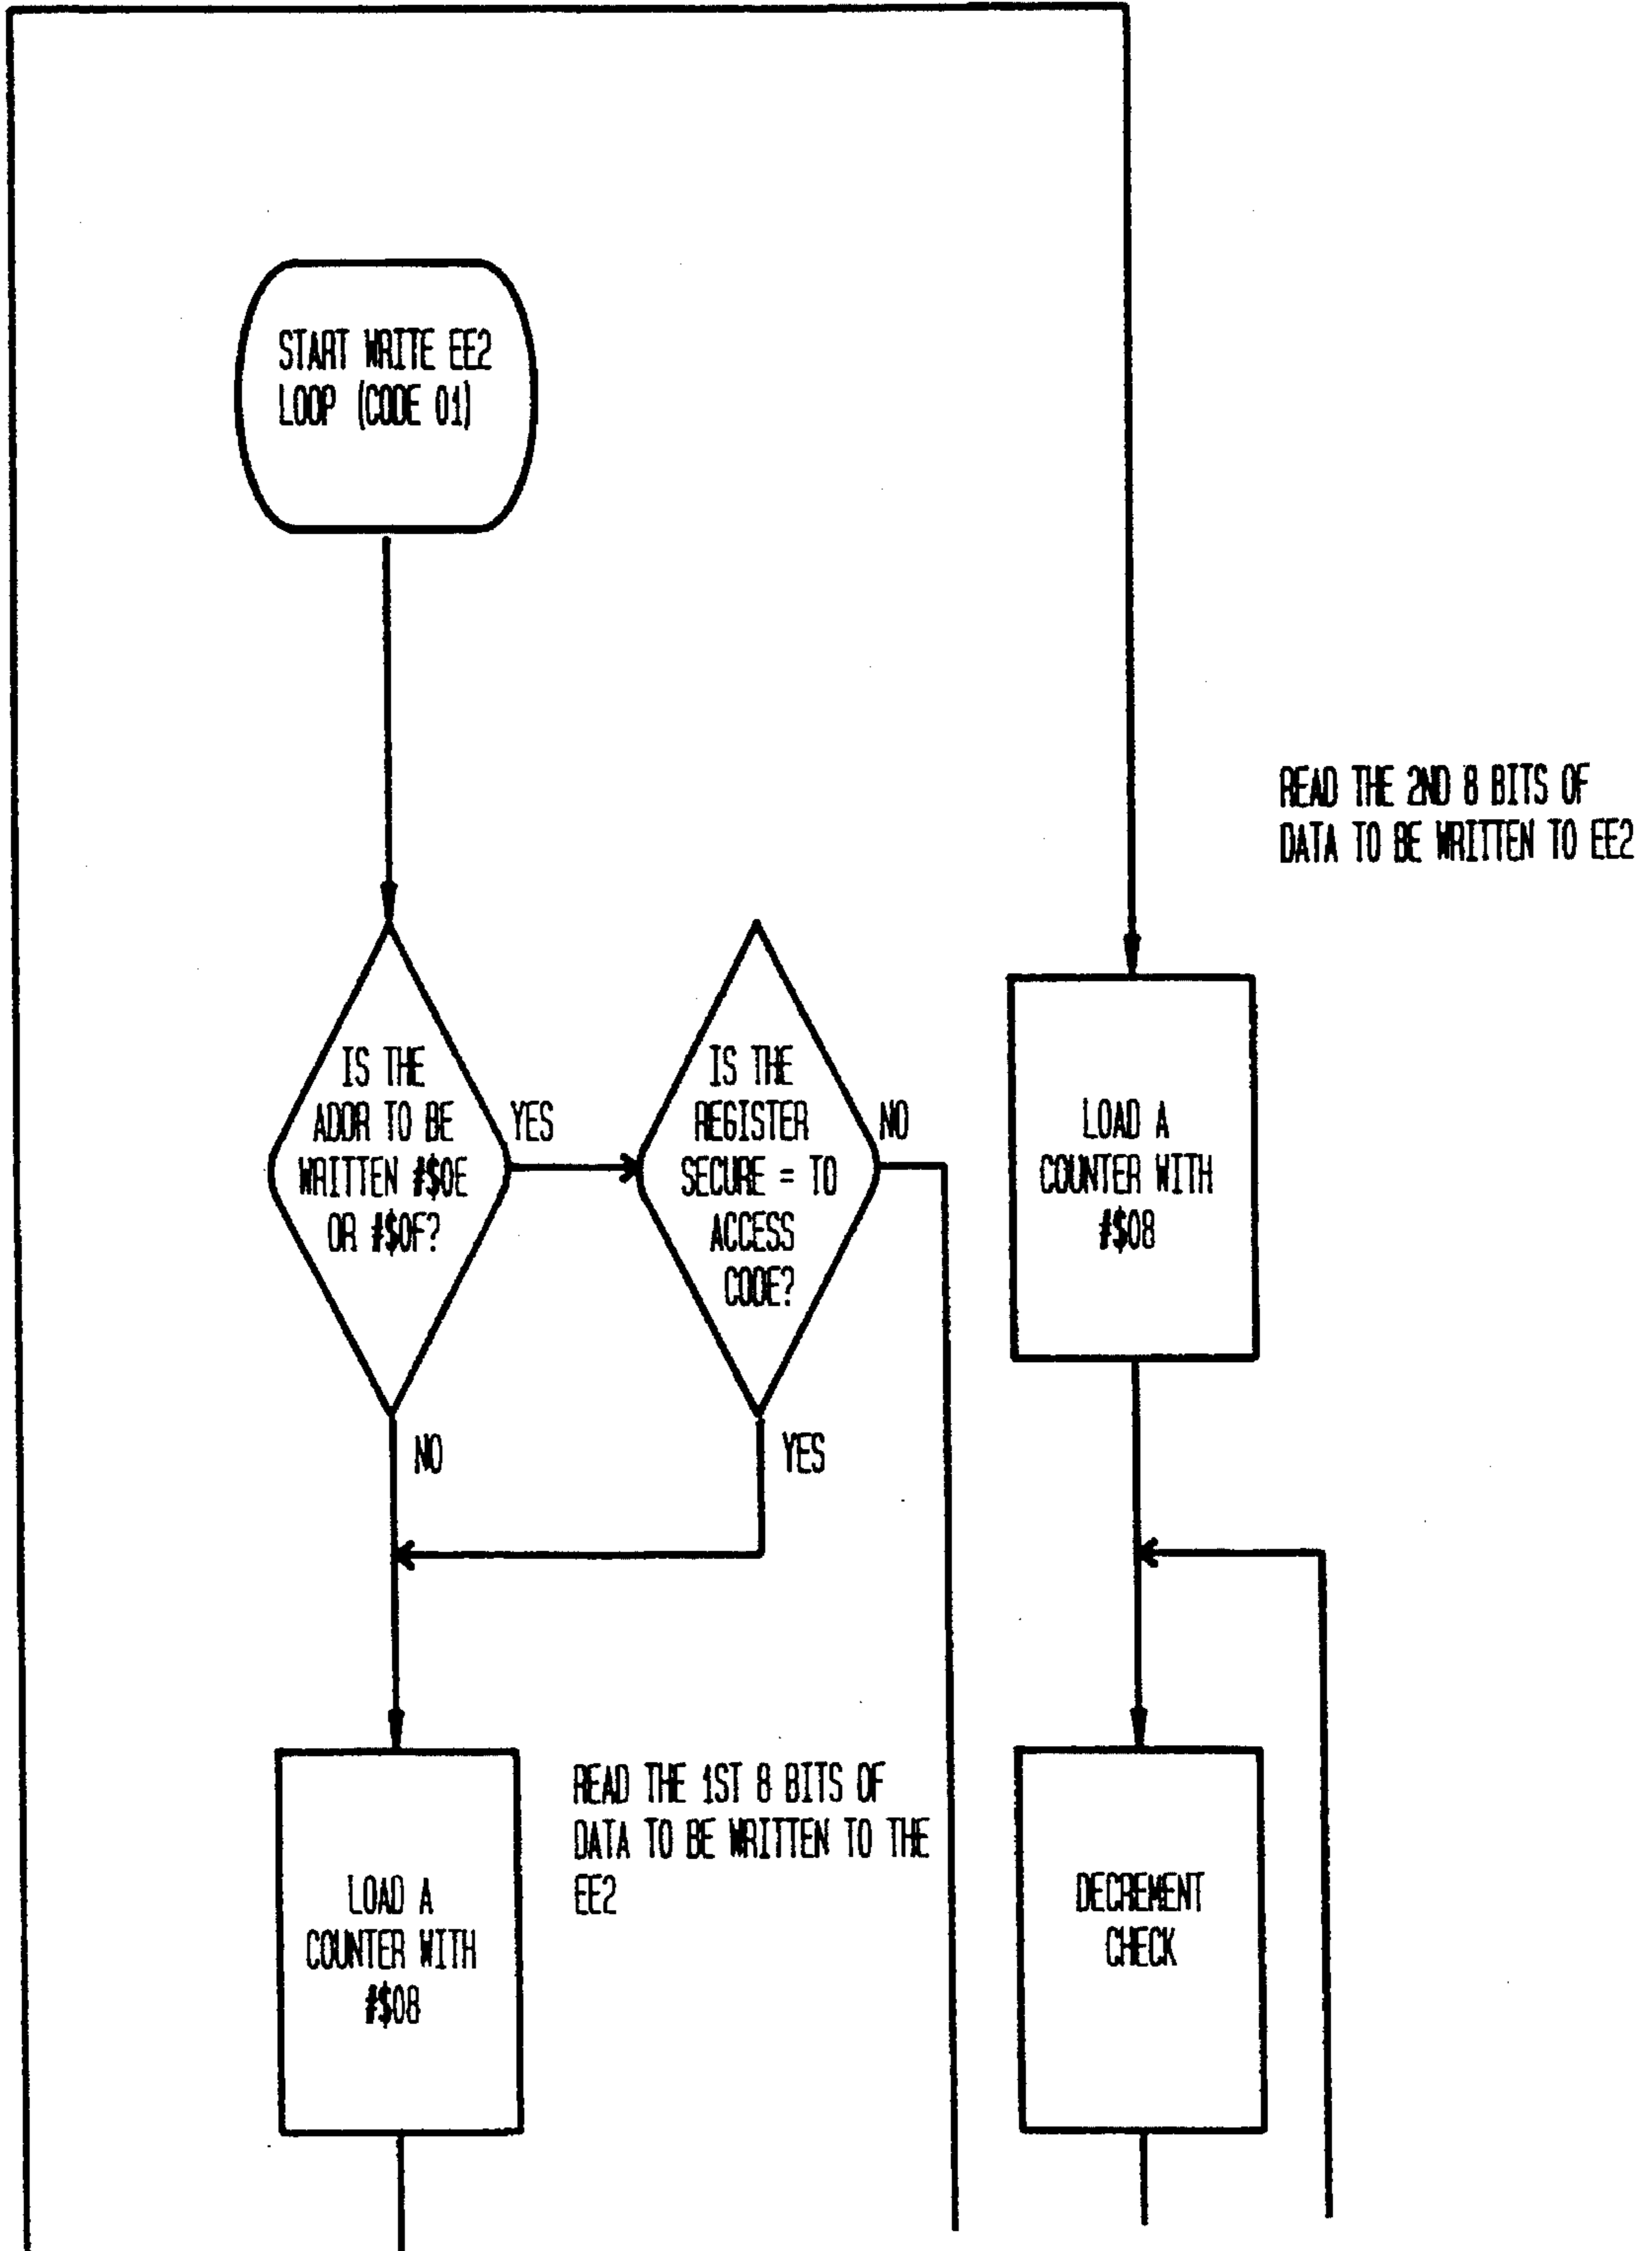 START WRITE EE2
LOOP (CODE 01)
READ THE 2ND 8 BITS OF
DATA TO BE WRITTEN TO EE2
IS THE
ADDR TO BE
WRITTEN #$0E
OR #$0F?
YES
NO
IS THE
REGISTER
SECURE = TO
ACCESS
CODE?
NO
YES
LOAD A
COUNTER WITH
#$08
READ THE 1ST 8 BITS OF
DATA TO BE WRITTEN TO THE
EE2
LOAD A
COUNTER WITH
#$08
DECREMENT
CHECK